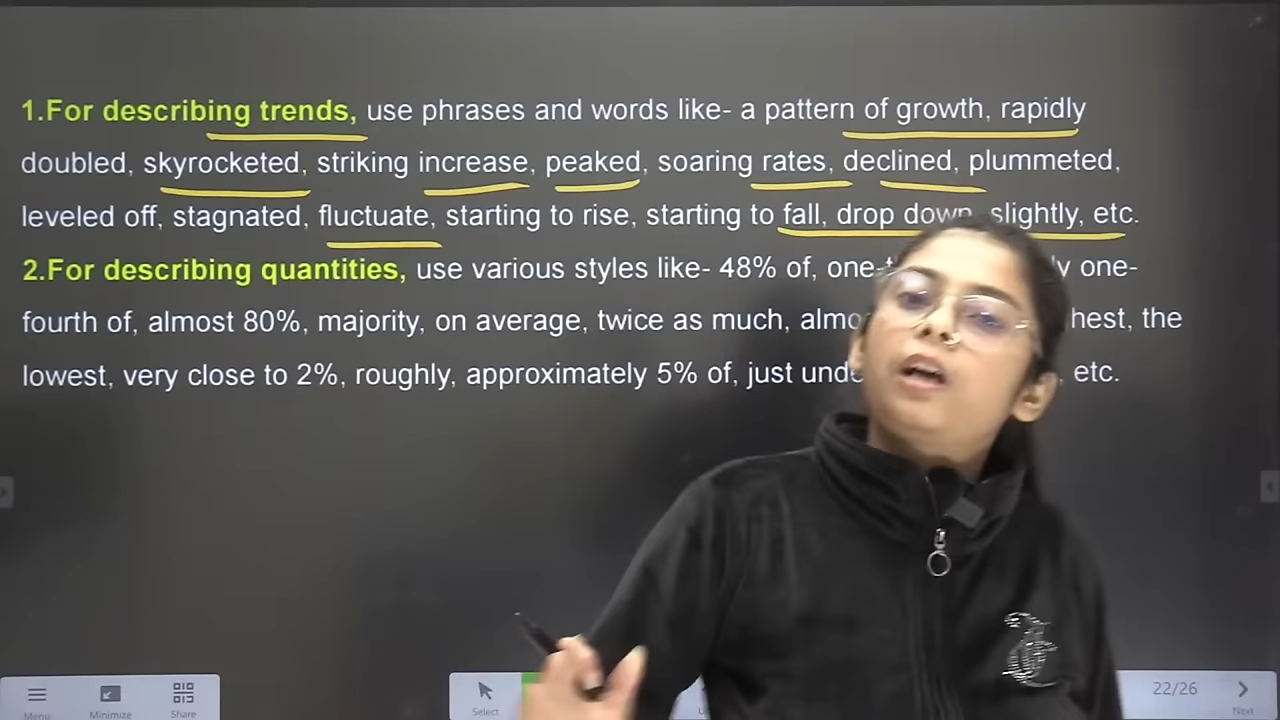 1.For describing trends, use phrases and words like- a pattern of growth, rapidly
doubled, skyrocketed, striking increase, peaked, soaring rates, declined, plummeted,
leveled off, stagnated, fluctuate, starting to rise, starting to fall, drop down, slightly, etc.
2.For describing quantities, use various styles like- 48% of, one- one-
fourth of, almost 80%, majority, on average, twice as much, the
lowest, very close to 2%, roughly, approximately 5% of, just etc.
Menu Minimize Share Select 22/26 Next